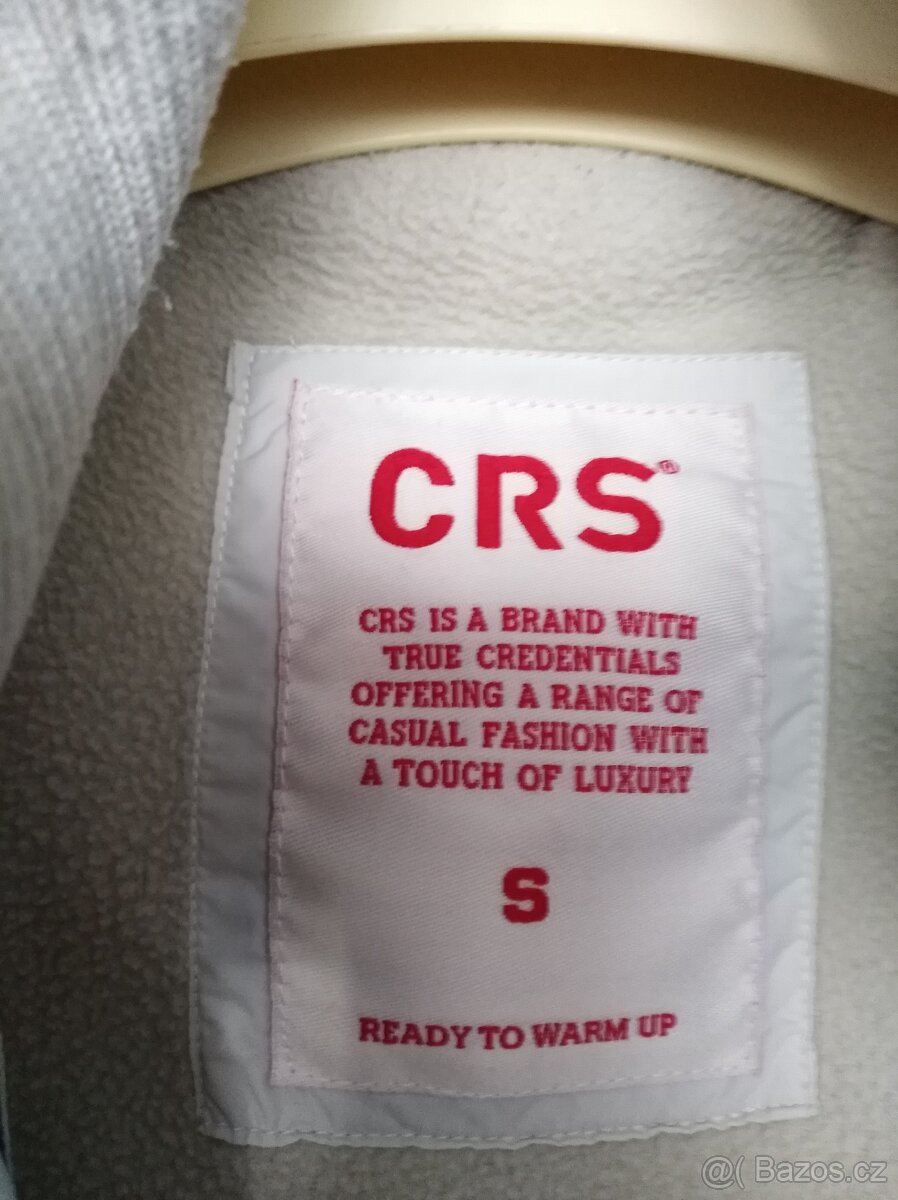 CRS®
CRS IS A BRAND WITH
TRUE CREDENTIALS
OFFERING A RANGE OF
CASUAL FASHION WITH
A TOUCH OF LUXURY
S
READY TO WARM UP
@( Bazos.cz